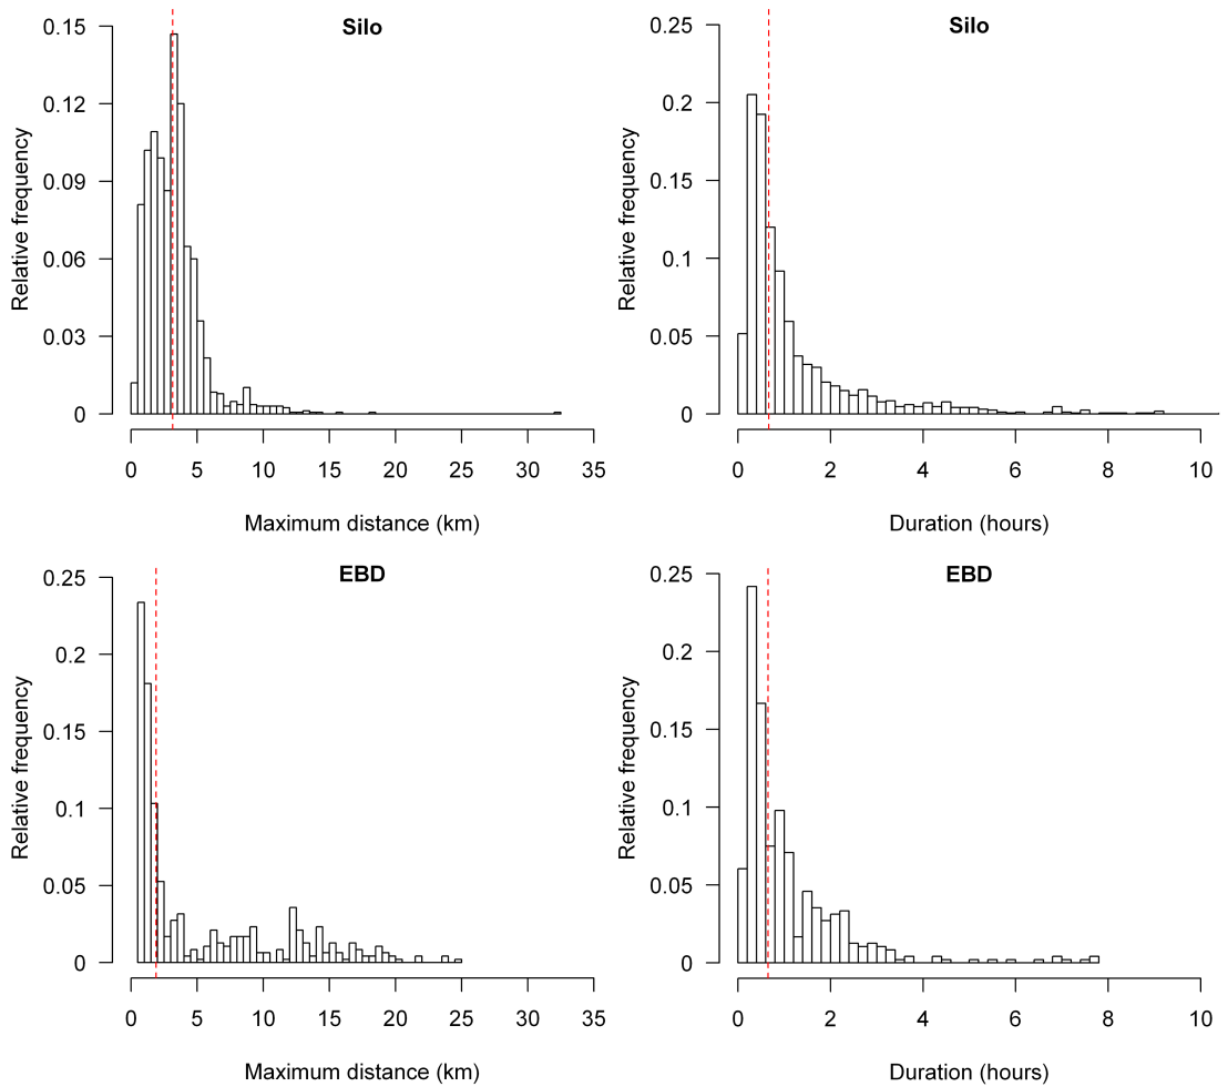 Silo
Relative frequency
0.15
0.12
0.09
0.06
0.03
0
0 5 10 15 20 25 30 35
Maximum distance (km)
Silo
Relative frequency
0.25
0.2
0.15
0.1
0.05
0
0 2 4 6 8 10
Duration (hours)
EBD
Relative frequency
0.25
0.2
0.15
0.1
0.05
0
0 5 10 15 20 25 30 35
Maximum distance (km)
EBD
Relative frequency
0.25
0.2
0.15
0.1
0.05
0
0 2 4 6 8 10
Duration (hours)